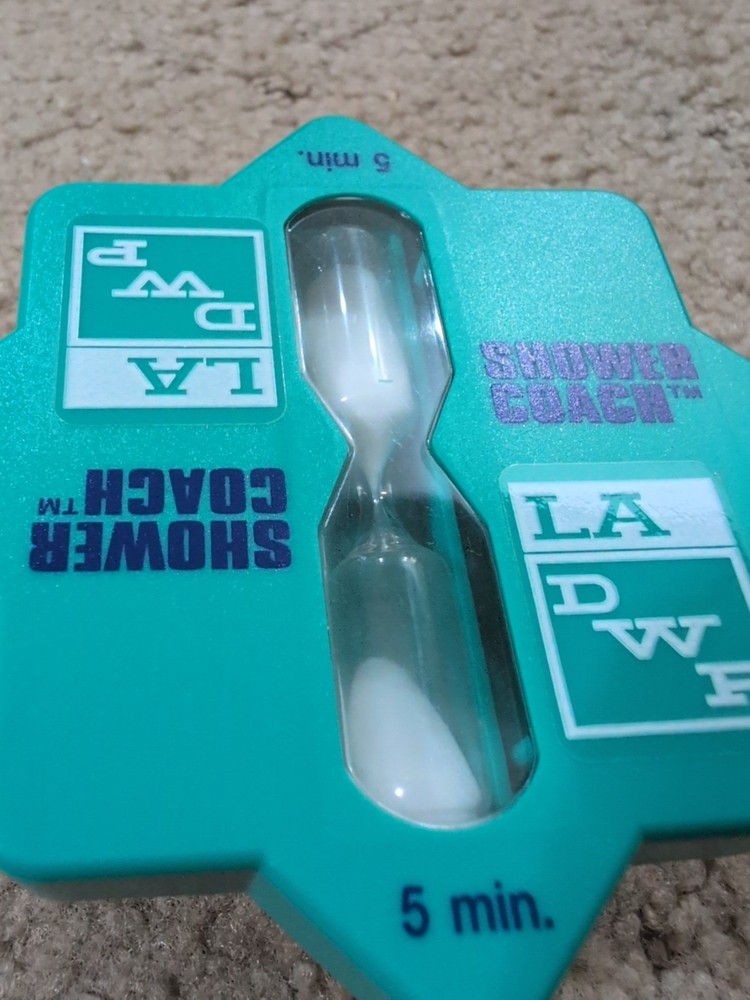 5 min.
LA
DWP
SHOWER
COACH™
SHOWER
COACH™
LA
DWP
5 min.